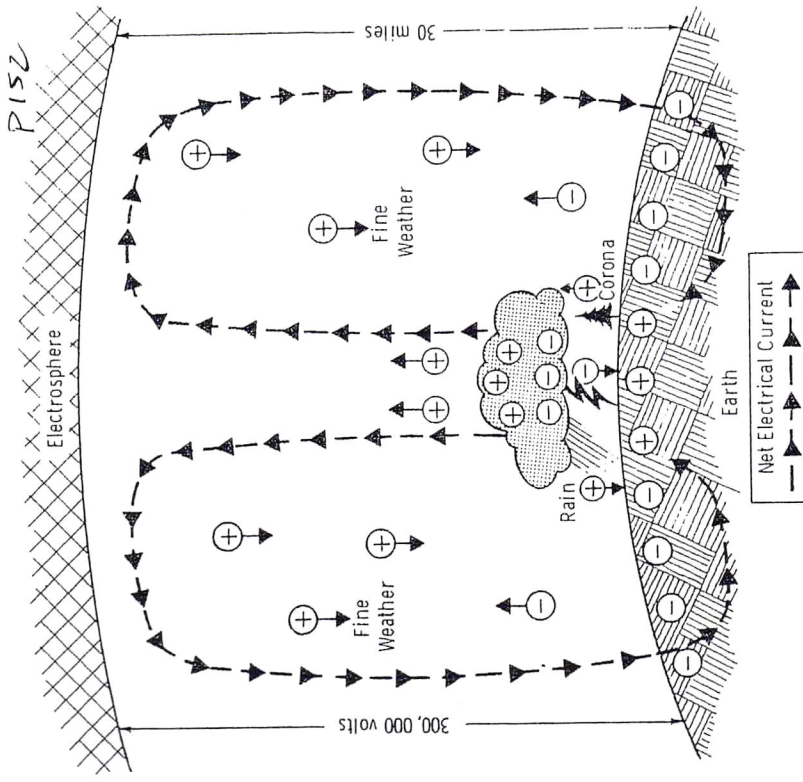 P152
Electrosphere
30 miles
300,000 volts
+
+
+
+
+
+
Fine
Weather
Fine
Weather
+
+
−
−
+
+
+
+
−
−
−
+
Corona
Rain
+
−
−
−
−
−
−
+
+
+
−
−
−
−
−
Earth
Net Electrical Current